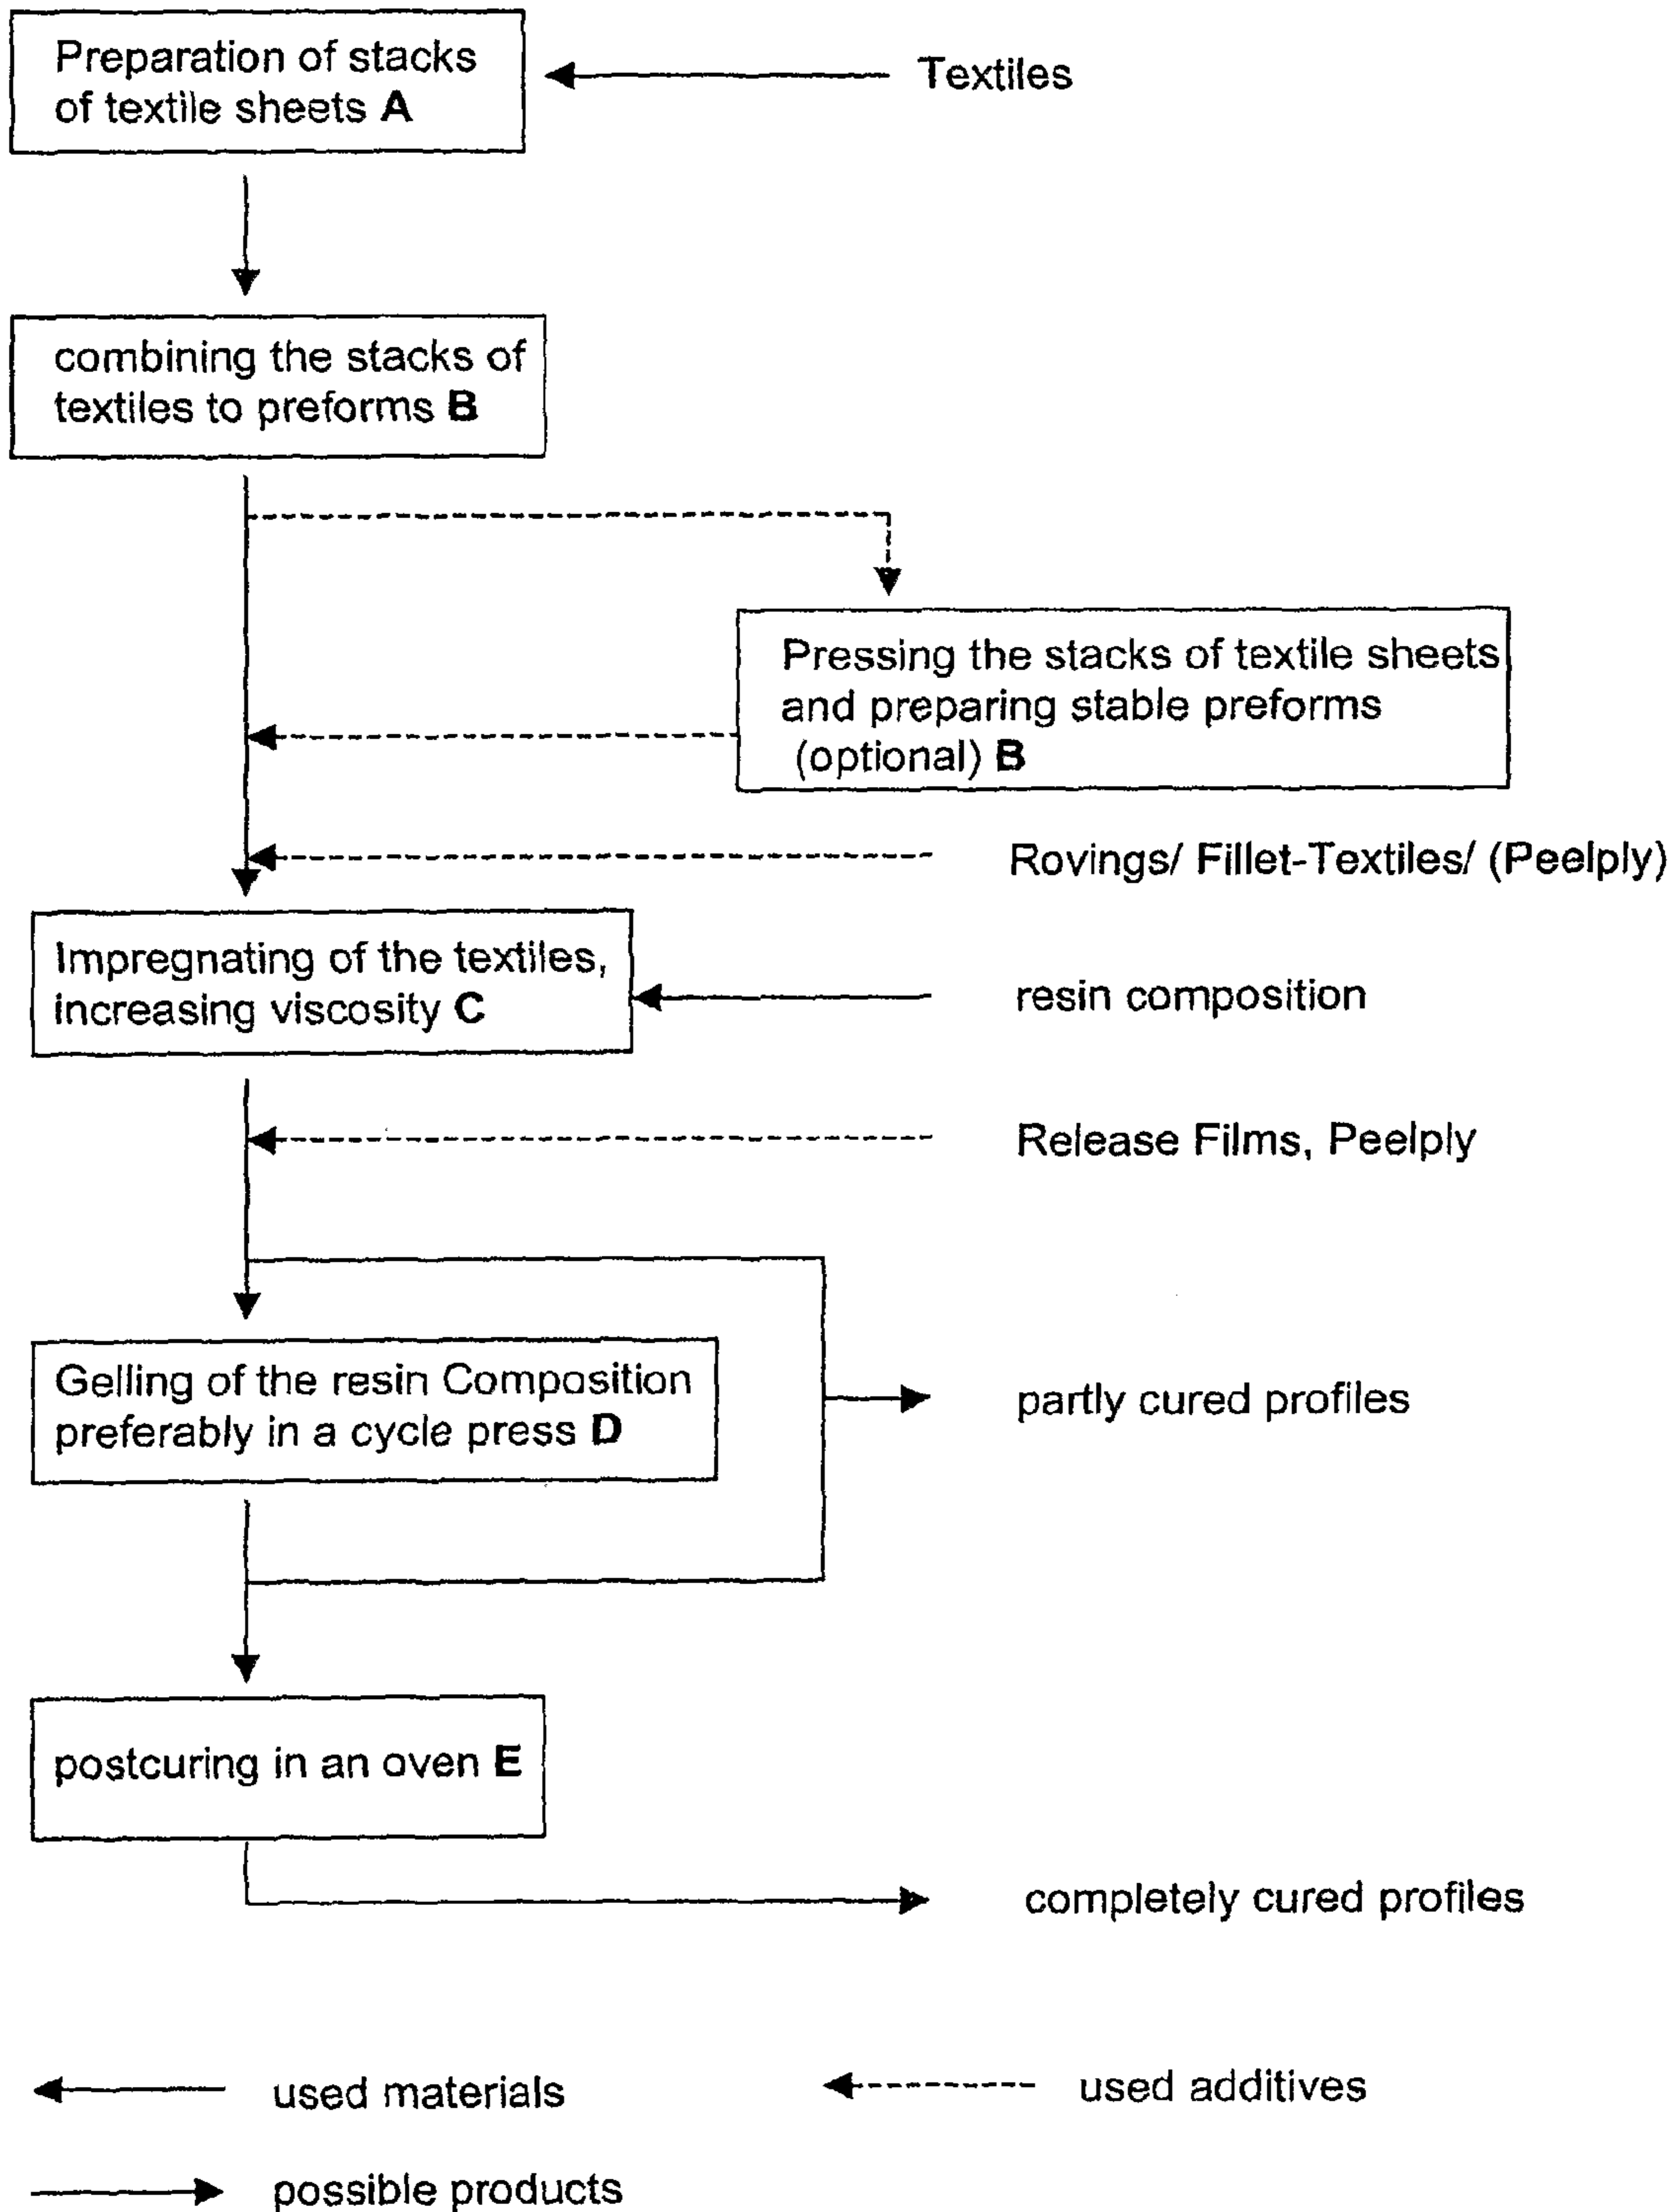 Preparation of stacks
of textile sheets A
Textiles
combining the stacks of
textiles to preforms B
Pressing the stacks of textile sheets
and preparing stable preforms
(optional) B
Rovings/ Fillet-Textiles/ (Peelply)
Impregnating of the textiles,
increasing viscosity C
resin composition
Release Films, Peelply
Gelling of the resin Composition
preferably in a cycle press D
partly cured profiles
postcuring in an oven E
completely cured profiles
used materials
used additives
possible products